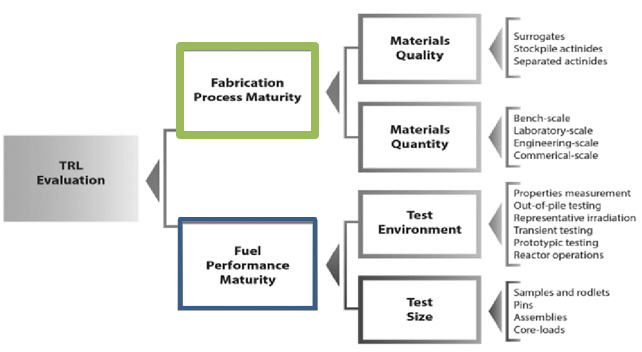 TRL
Evaluation
Fabrication
Process Maturity
Fuel
Performance
Maturity
Materials
Quality
Materials
Quantity
Test
Environment
Test
Size
Surrogates
Stockpile actinides
Separated actinides
Bench-scale
Laboratory-scale
Engineering-scale
Commerical-scale
Properties measurement
Out-of-pile testing
Representative irradiation
Transient testing
Prototypic testing
Reactor operations
Samples and rodlets
Pins
Assemblies
Core-loads